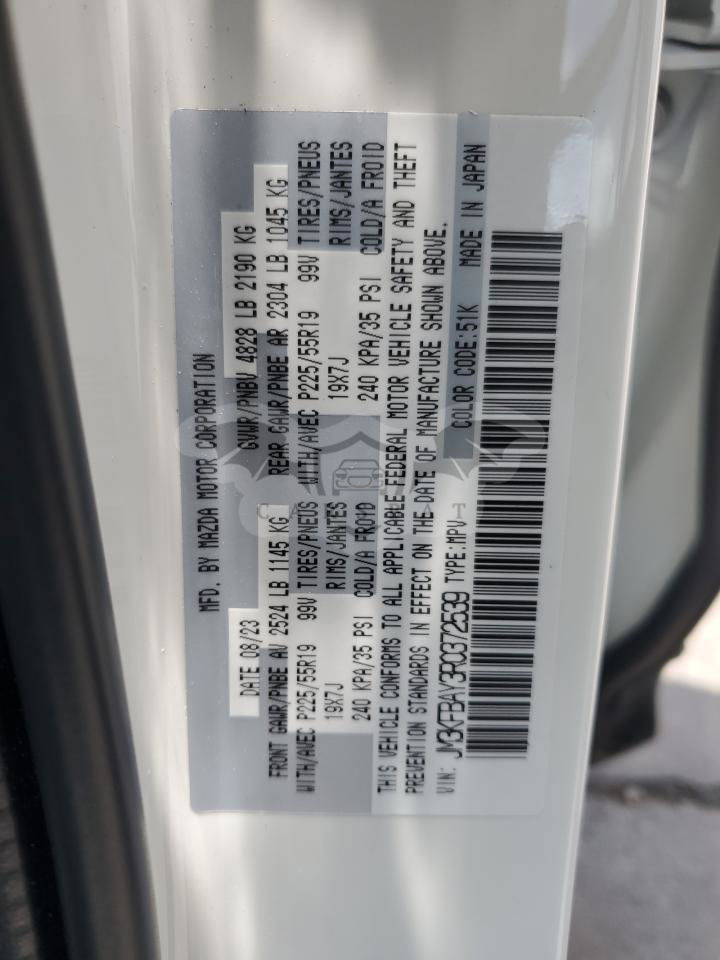 MFD. BY MAZDA MOTOR CORPORATION
DATE 08/23 GVWR/PNBV 4828 LB 2190 KG
FRONT GAWR/PNBE AV 2524 LB 1145 KG REAR GAWR/PNBE AR 2304 LB 1045 KG
WITH/AVEC P225/55R19 99V TIRES/PNEUS WITH/AVEC P225/55R19 99V TIRES/PNEUS
19X7J RIMS/JANTES 19X7J RIMS/JANTES
240 KPA/35 PSI COLD/A FROID 240 KPA/35 PSI COLD/A FROID
THIS VEHICLE CONFORMS TO ALL APPLICABLE FEDERAL MOTOR VEHICLE SAFETY AND THEFT
PREVENTION STANDARDS IN EFFECT ON THE DATE OF MANUFACTURE SHOWN ABOVE.
VIN: JM3KFBAY3R0372539 TYPE:MPV COLOR CODE:51K MADE IN JAPAN